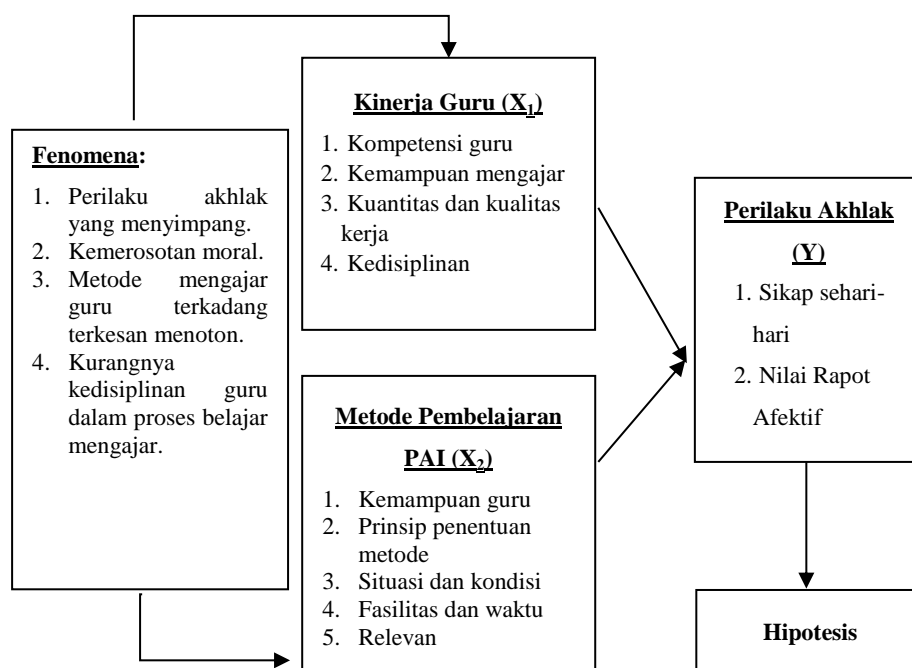 Fenomena:
1. Perilaku akhlak
yang menyimpang.
2. Kemerosotan moral.
3. Metode mengajar
guru terkadang
terkesan menoton.
4. Kurangnya
kedisiplinan guru
dalam proses belajar
mengajar.
Kinerja Guru (X1)
1. Kompetensi guru
2. Kemampuan mengajar
3. Kuantitas dan kualitas
kerja
4. Kedisiplinan
Metode Pembelajaran
PAI (X2)
1. Kemampuan guru
2. Prinsip penentuan
metode
3. Situasi dan kondisi
4. Fasilitas dan waktu
5. Relevan
Perilaku Akhlak
(Y)
1. Sikap sehari-
hari
2. Nilai Rapot
Afektif
Hipotesis